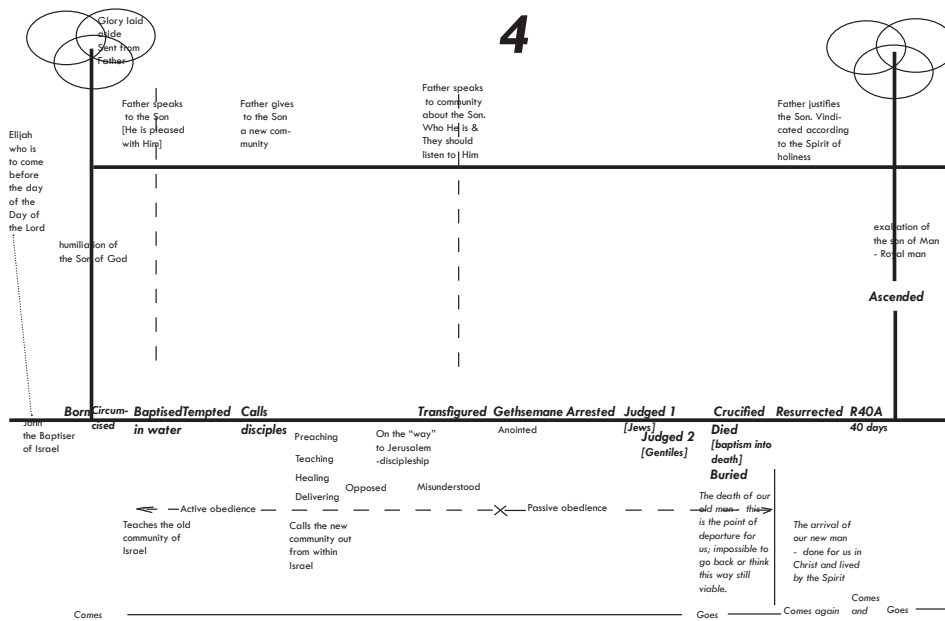 Glory laid
aside
Sent from
Father
4
Father speaks
to the Son
[He is pleased
with Him]
Father gives
to the Son
a new com-
munity
Father speaks
to community
about the Son.
Who He is &
They should
listen to Him
Father justifies
the Son. Vindi-
cated according
to the Spirit of
holiness
Elijah
who is
to come
before
the day
of the
Day of
the Lord
humiliation of
the Son of God
exaltation of
the son of Man
- Royal man
Ascended
Born
Circum-
cised
Baptised
in water
Tempted
Calls
disciples
Transfigured
Gethsemane
Arrested
Judged 1
[Jews]
Judged 2
[Gentiles]
Crucified
Died
[baptism into
death]
Buried
Resurrected
R40A
40 days
John
the Baptiser
of Israel
Preaching
Teaching
Healing
Delivering
On the “way”
to Jerusalem
-discipleship
Anointed
Opposed
Misunderstood
Active obedience
Passive obedience
Teaches the old
community of
Israel
Calls the new
community out
from within
Israel
The death of our
old man - this
is the point of
departure for
us; impossible to
go back or think
this way still
viable.
The arrival of
our new man
- done for us in
Christ and lived
by the Spirit
Comes
Goes
Comes again
Comes
and
Goes